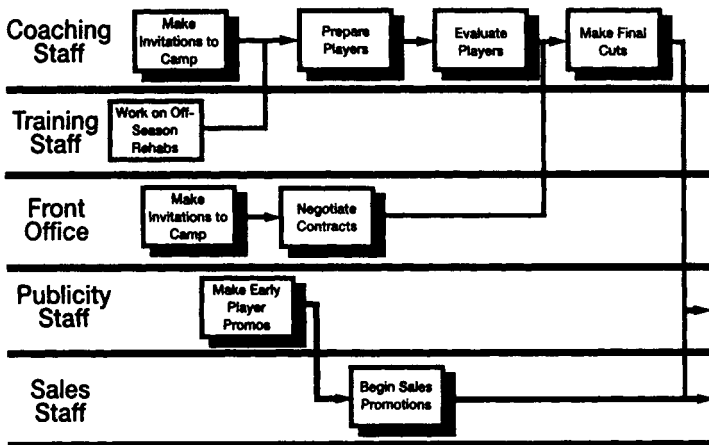 Coaching
Staff
Make
Invitations to
Camp
Prepare
Players
Evaluate
Players
Make Final
Cuts
Training
Staff
Work on Off-
Season
Rehabs
Front
Office
Make
Invitations to
Camp
Negotiate
Contracts
Publicity
Staff
Make Early
Player
Promos
Sales
Staff
Begin Sales
Promotions